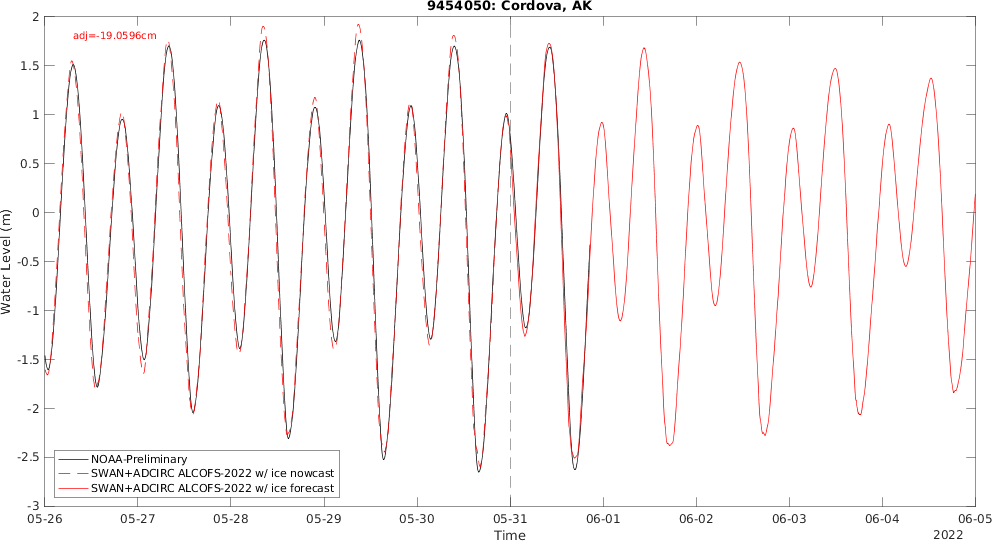 9454050: Cordova, AK
adj=-19.0596cm
Water Level (m)
2
1.5
1
0.5
0
-0.5
-1
-1.5
-2
-2.5
-3
NOAA-Preliminary
SWAN+ADCIRC ALCOFS-2022 w/ ice nowcast
SWAN+ADCIRC ALCOFS-2022 w/ ice forecast
05-26 05-27 05-28 05-29 05-30 05-31 06-01 06-02 06-03 06-04 06-05
Time
2022